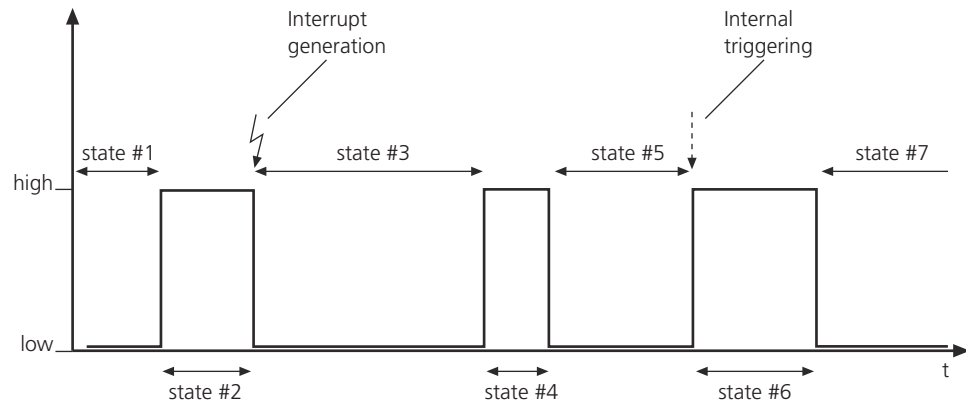 Interrupt
generation
Internal
triggering
state #1
state #3
state #5
state #7
high
low
t
state #2
state #4
state #6